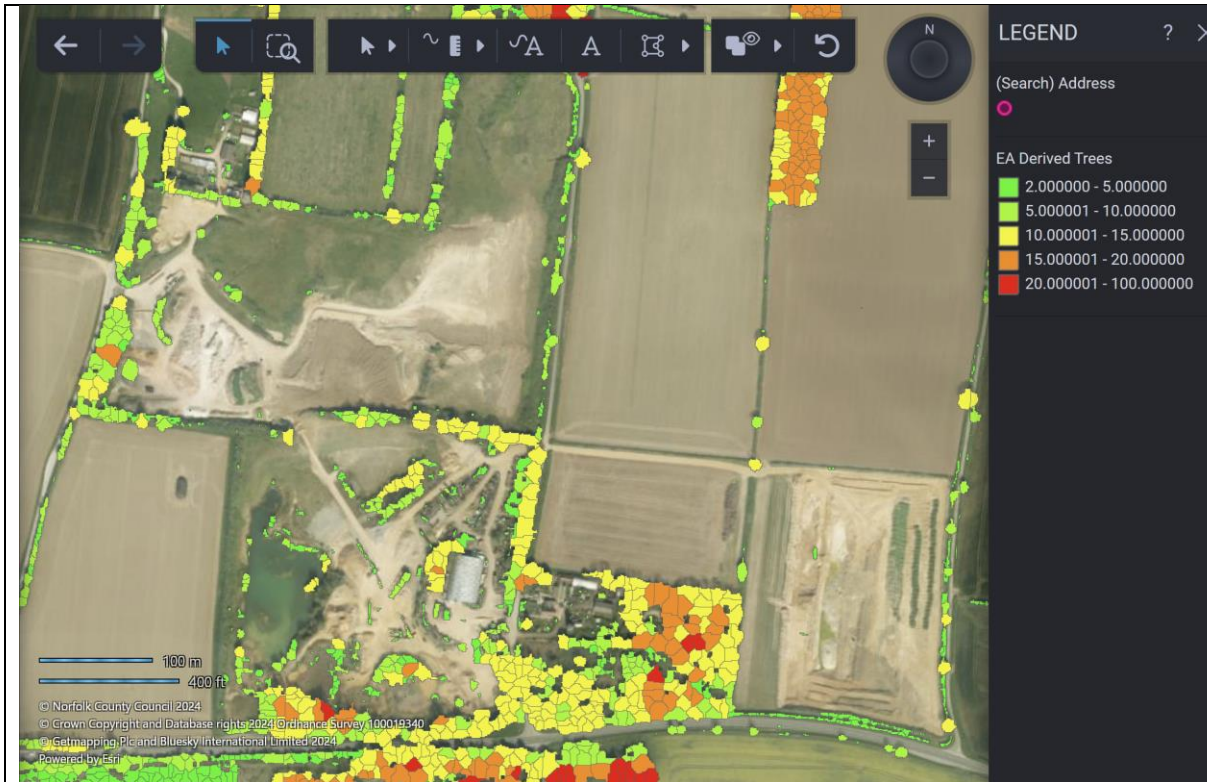 A
A
N
+
−
LEGEND ?
(Search) Address
EA Derived Trees
2.000000 - 5.000000
5.000001 - 10.000000
10.000001 - 15.000000
15.000001 - 20.000000
20.000001 - 100.000000
100 m
400 ft
© Norfolk County Council 2024
© Crown Copyright and Database rights 2024 Ordnance Survey 100019340
© Getmapping Plc and Bluesky International Limited 2024
Powered by Esri